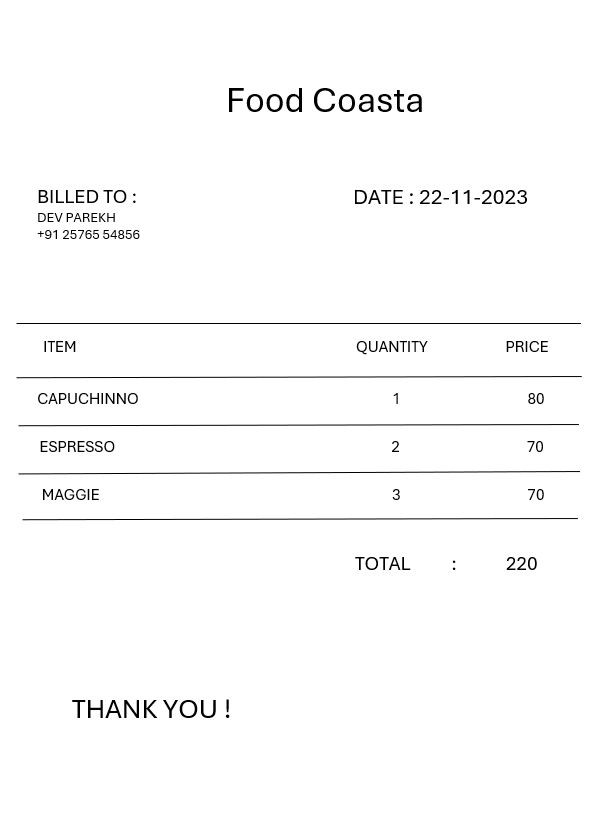 Food Coasta
BILLED TO :
DATE : 22-11-2023
DEV PAREKH
+91 25765 54856
ITEM QUANTITY PRICE
CAPUCHINNO 1 80
ESPRESSO 2 70
MAGGIE 3 70
TOTAL : 220
THANK YOU !